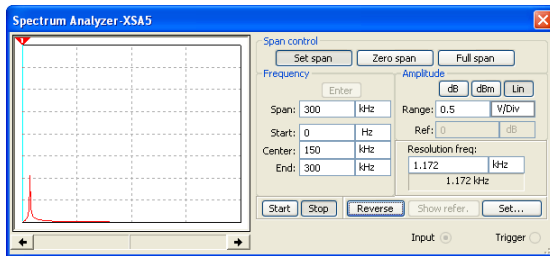 Spectrum Analyzer-XSA5
1
Span control
Set span Zero span Full span
Frequency
Enter
Span: 300 kHz
Start: 0 Hz
Center: 150 kHz
End: 300 kHz
Amplitude
dB dBm Lin
Range: 0.5 V/Div
Ref: 0 dB
Resolution freq:
1.172 kHz
1.172 kHz
Start Stop Reverse Show refer. Set...
Input Trigger